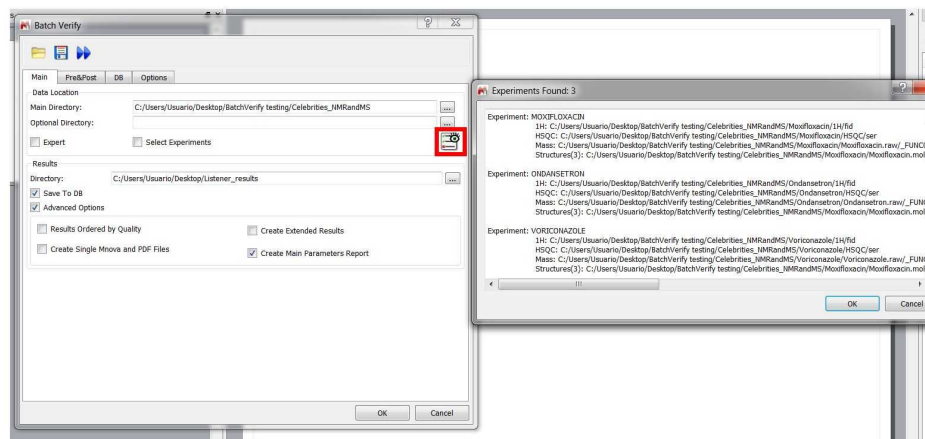 Batch Verify
Main Pre&Post DB Options
Data Location
Main Directory: C:/Users/Usuario/Desktop/BatchVerify testing/Celebrities_NMRandMS ...
Optional Directory: ...
Expert Select Experiments
Results
Directory: C:/Users/Usuario/Desktop/Listener_results ...
Save To DB
Advanced Options
Results Ordered by Quality Create Extended Results
Create Single Mnova and PDF Files Create Main Parameters Report
OK Cancel
Experiments Found: 3
Experiment: MOXIFLOXACIN
1H: C:/Users/Usuario/Desktop/BatchVerify testing/Celebrities_NMRandMS/Moxifloxacin/1H/fid
HSQC: C:/Users/Usuario/Desktop/BatchVerify testing/Celebrities_NMRandMS/Moxifloxacin/HSQC/ser
Mass: C:/Users/Usuario/Desktop/BatchVerify testing/Celebrities_NMRandMS/Moxifloxacin/Moxifloxacin.raw/_FUNC
Structures(3): C:/Users/Usuario/Desktop/BatchVerify testing/Celebrities_NMRandMS/Moxifloxacin/Moxifloxacin.mol
Experiment: ONDANSETRON
1H: C:/Users/Usuario/Desktop/BatchVerify testing/Celebrities_NMRandMS/Ondansetron/1H/fid
HSQC: C:/Users/Usuario/Desktop/BatchVerify testing/Celebrities_NMRandMS/Ondansetron/HSQC/ser
Mass: C:/Users/Usuario/Desktop/BatchVerify testing/Celebrities_NMRandMS/Ondansetron/Ondansetron.raw/_FUN
Structures(3): C:/Users/Usuario/Desktop/BatchVerify testing/Celebrities_NMRandMS/Moxifloxacin/Moxifloxacin.mol
Experiment: VORICONAZOLE
1H: C:/Users/Usuario/Desktop/BatchVerify testing/Celebrities_NMRandMS/Voriconazole/1H/fid
HSQC: C:/Users/Usuario/Desktop/BatchVerify testing/Celebrities_NMRandMS/Voriconazole/HSQC/ser
Mass: C:/Users/Usuario/Desktop/BatchVerify testing/Celebrities_NMRandMS/Voriconazole/Voriconazole.raw/_FUNC
Structures(3): C:/Users/Usuario/Desktop/BatchVerify testing/Celebrities_NMRandMS/Moxifloxacin/Moxifloxacin.mol
OK Cancel